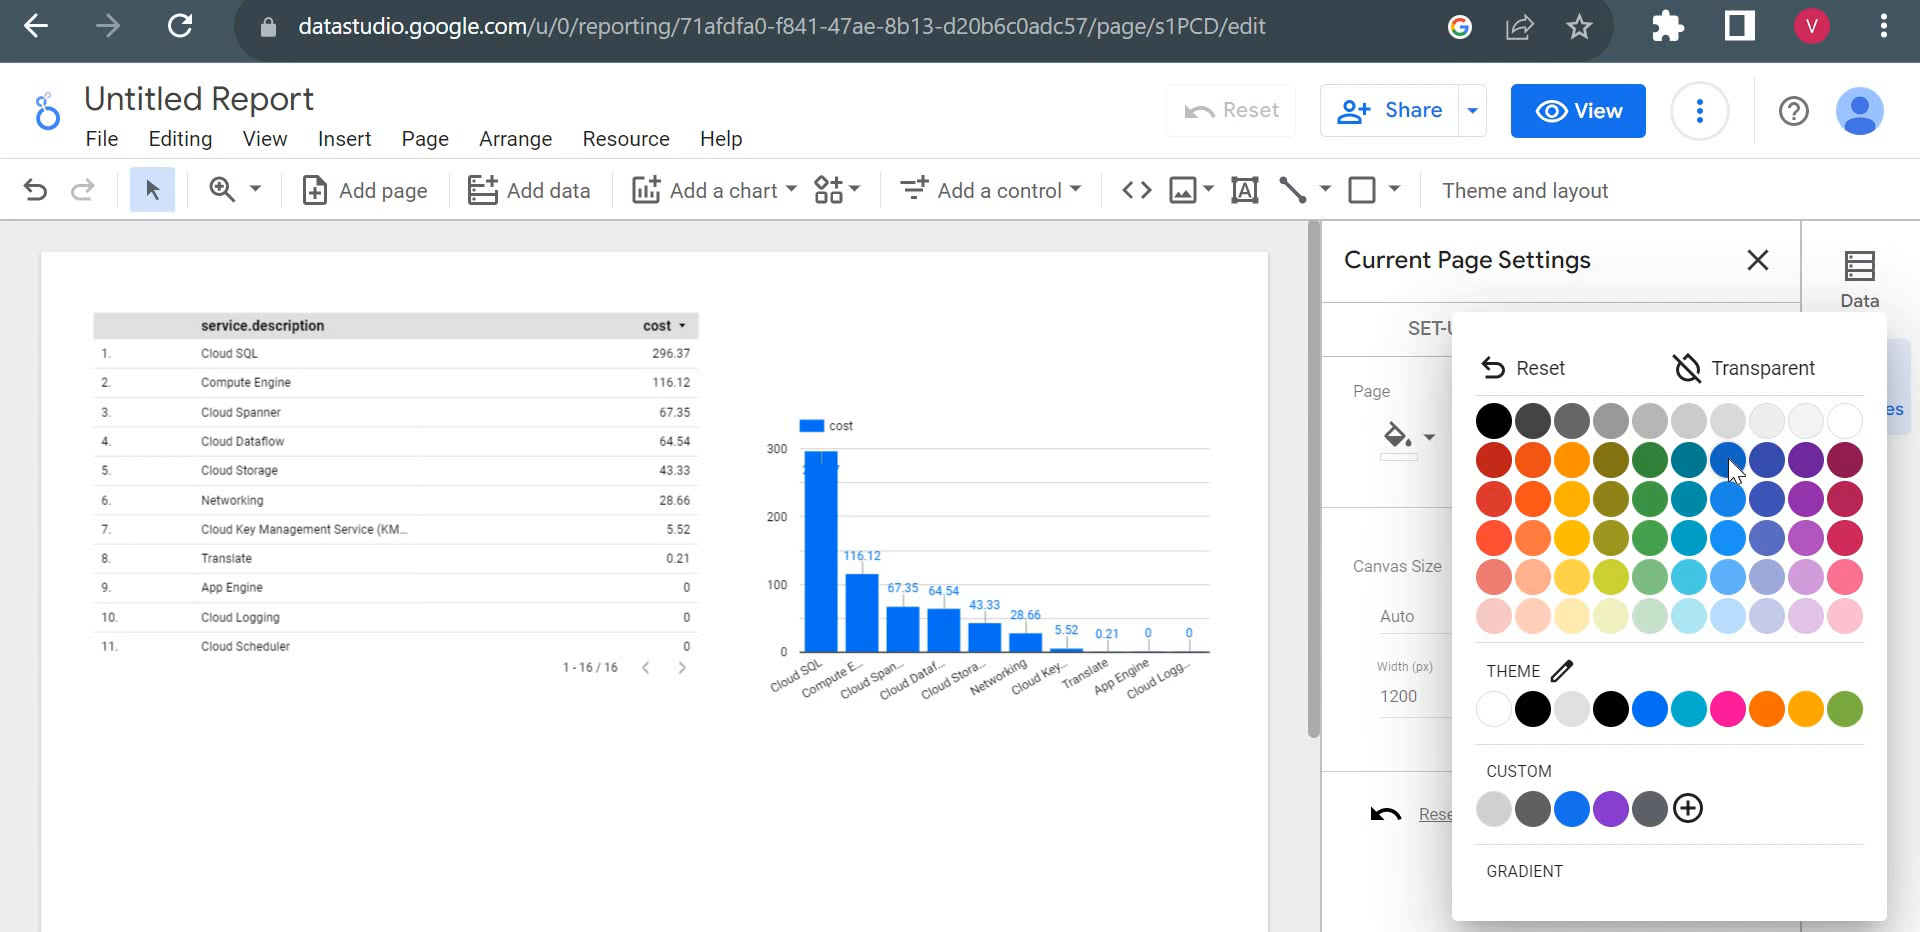 datastudio.google.com/u/0/reporting/71afdfa0-f841-47ae-8b13-d20b6c0adc57/page/s1PCD/edit
V
Untitled Report
Reset
Share
View
File Editing View Insert Page Arrange Resource Help
Add page
Add data
Add a chart
Add a control
Theme and layout
service.description cost
1. Cloud SQL 296.37
2. Compute Engine 116.12
3. Cloud Spanner 67.35
4. Cloud Dataflow 64.54
5. Cloud Storage 43.33
6. Networking 28.66
7. Cloud Key Management Service (KM... 5.52
8. Translate 0.21
9. App Engine 0
10. Cloud Logging 0
11. Cloud Scheduler 0
1 - 16 / 16
cost
300
200
100
0
116.12
67.35
64.54
43.33
28.66
5.52
0.21
0
0
Cloud SQL
Compute E...
Cloud Span...
Cloud Dataf...
Cloud Stora...
Networking
Cloud Key...
Translate
App Engine
Cloud Logg...
Current Page Settings
Data
SET-U
es
Page
Canvas Size
Auto
Width (px)
1200
Rese
Reset
Transparent
THEME
CUSTOM
GRADIENT